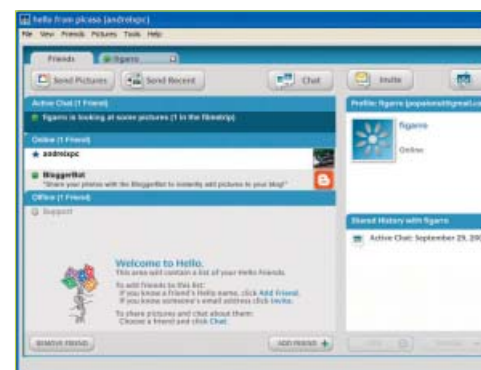 hello from picasa (andreixpc)
File View Friends Pictures Tools Help
Friends
figarro
Send Pictures
Send Recent
Chat
Invite
Active Chat (1 Friend)
figarro is looking at some pictures (1 in the filmstrip)
Online (1 Friend)
andreixpc
BloggerBot
"Share your photos with the BloggerBot to instantly add pictures to your blog!"
Offline (1 Friend)
Support
Welcome to Hello.
This area will contain a list of your Hello Friends.
To add friends to this list:
If you know a friend's Hello name, click Add Friend.
If you know someone's email address click Invite.
To share pictures and chat about them:
Choose a friend and click Chat.
REMOVE FRIEND
ADD FRIEND
Profile: figarro
figarro
Online
Shared History with figarro
Active Chat: September 29, 200